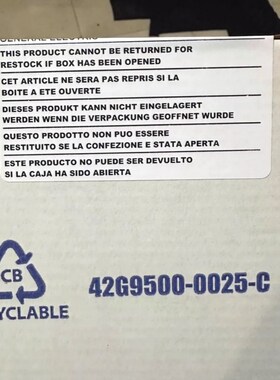 GENERAL ELECTRIC
THIS PRODUCT CANNOT BE RETURNED FOR
RESTOCK IF BOX HAS BEEN OPENED
CET ARTICLE NE SERA PAS REPRIS SI LA
BOITE A ETE OUVERTE
DIESES PRODUKT KANN NICHT EINGELAGERT
WERDEN WENN DIE VERPACKUNG GEOFFNET WURDE
QUESTO PRODOTTO NON PUO ESSERE
RESTITUITO SE LA CONFEZIONE E STATA APERTA
ESTE PRODUCTO NO PUEDE SER DEVUELTO
SI LA CAJA HA SIDO ABIERTA
CB
42G9500-0025-C
YCLABLE